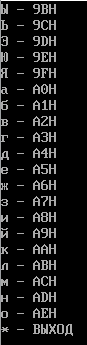 Ы - 9BH
Ь - 9CH
Э - 9DH
Ю - 9EH
Я - 9FH
а - A0H
б - A1H
в - A2H
г - A3H
д - A4H
е - A5H
ж - A6H
з - A7H
и - A8H
й - A9H
к - AAH
л - ABH
м - ACH
н - ADH
о - AEH
* - ВЫХОД